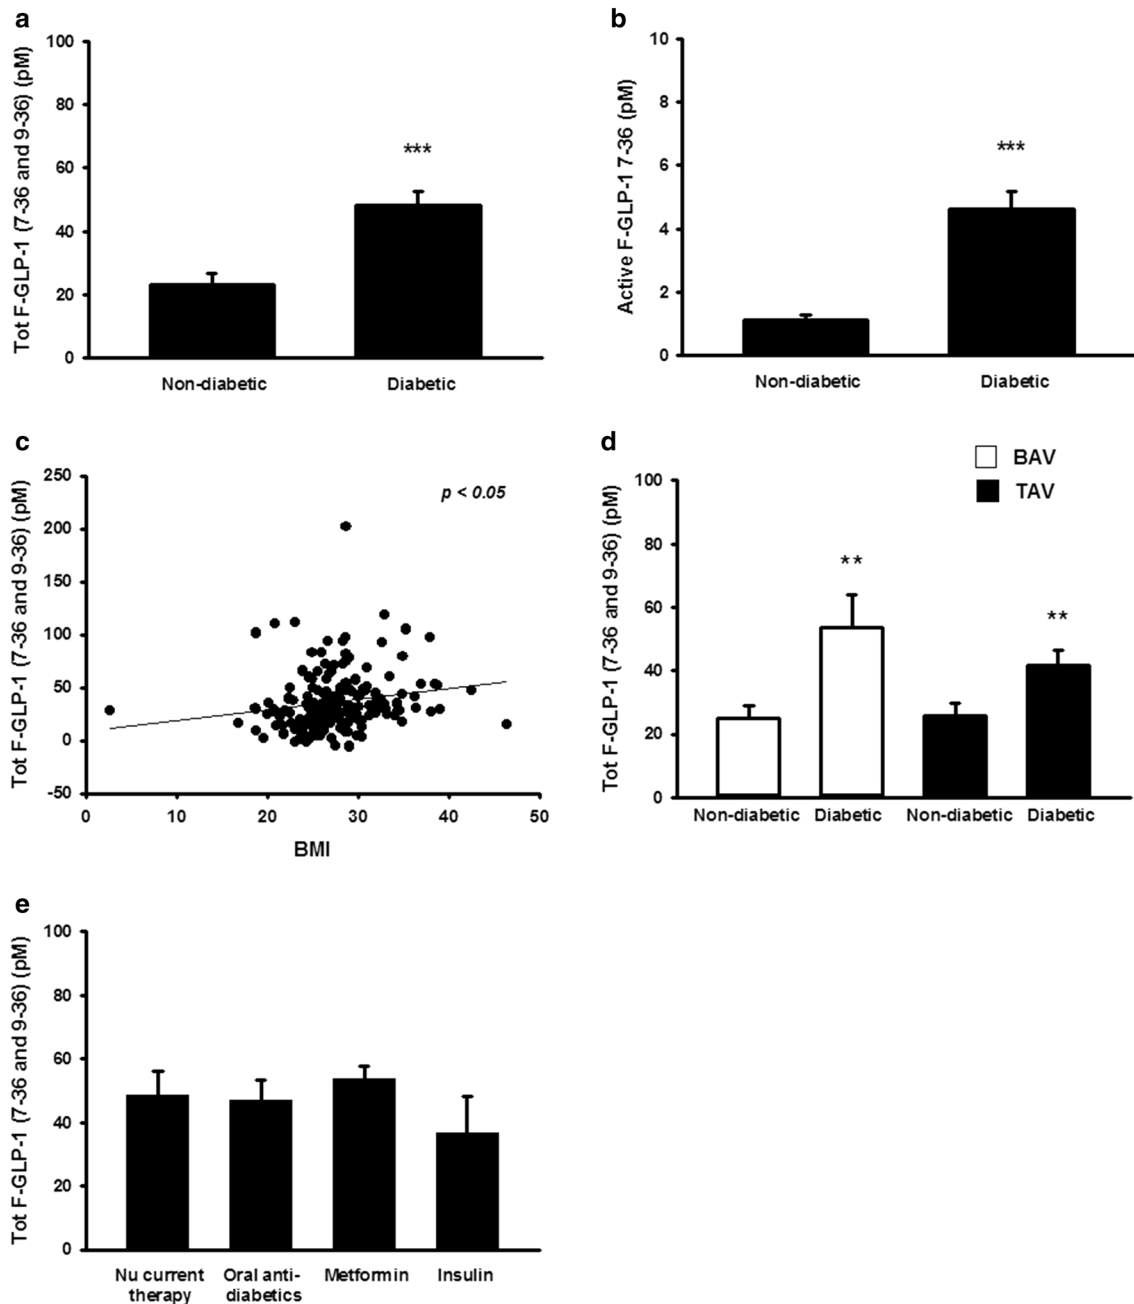 a
Tot F-GLP-1 (7-36 and 9-36) (pM)
100
80
60
40
20
0
***
Non-diabetic Diabetic
b
Active F-GLP-1 7-36 (pM)
10
8
6
4
2
0
***
Non-diabetic Diabetic
c
Tot F-GLP-1 (7-36 and 9-36) (pM)
250
200
150
100
50
0
-50
p < 0.05
0 10 20 30 40 50
BMI
d
BAV
TAV
Tot F-GLP-1 (7-36 and 9-36) (pM)
100
80
60
40
20
0
**
**
Non-diabetic Diabetic Non-diabetic Diabetic
e
Tot F-GLP-1 (7-36 and 9-36) (pM)
100
80
60
40
20
0
Nu current Oral anti- Metformin Insulin
therapy diabetics